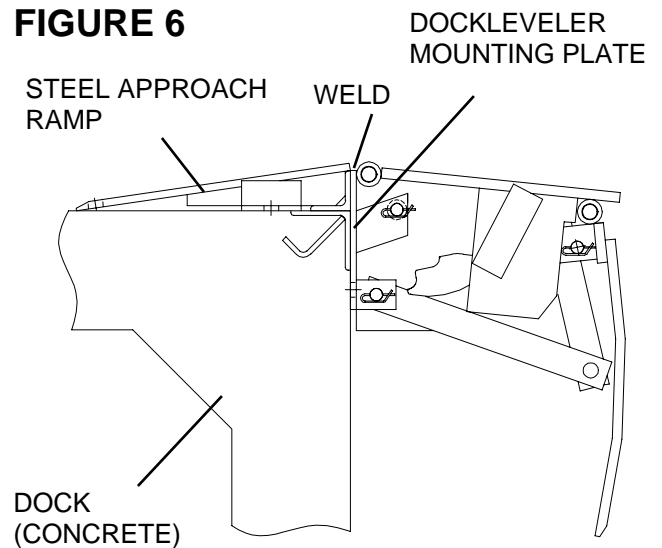 FIGURE 6
DOCKLEVELER
MOUNTING PLATE
STEEL APPROACH
RAMP
WELD
DOCK
(CONCRETE)